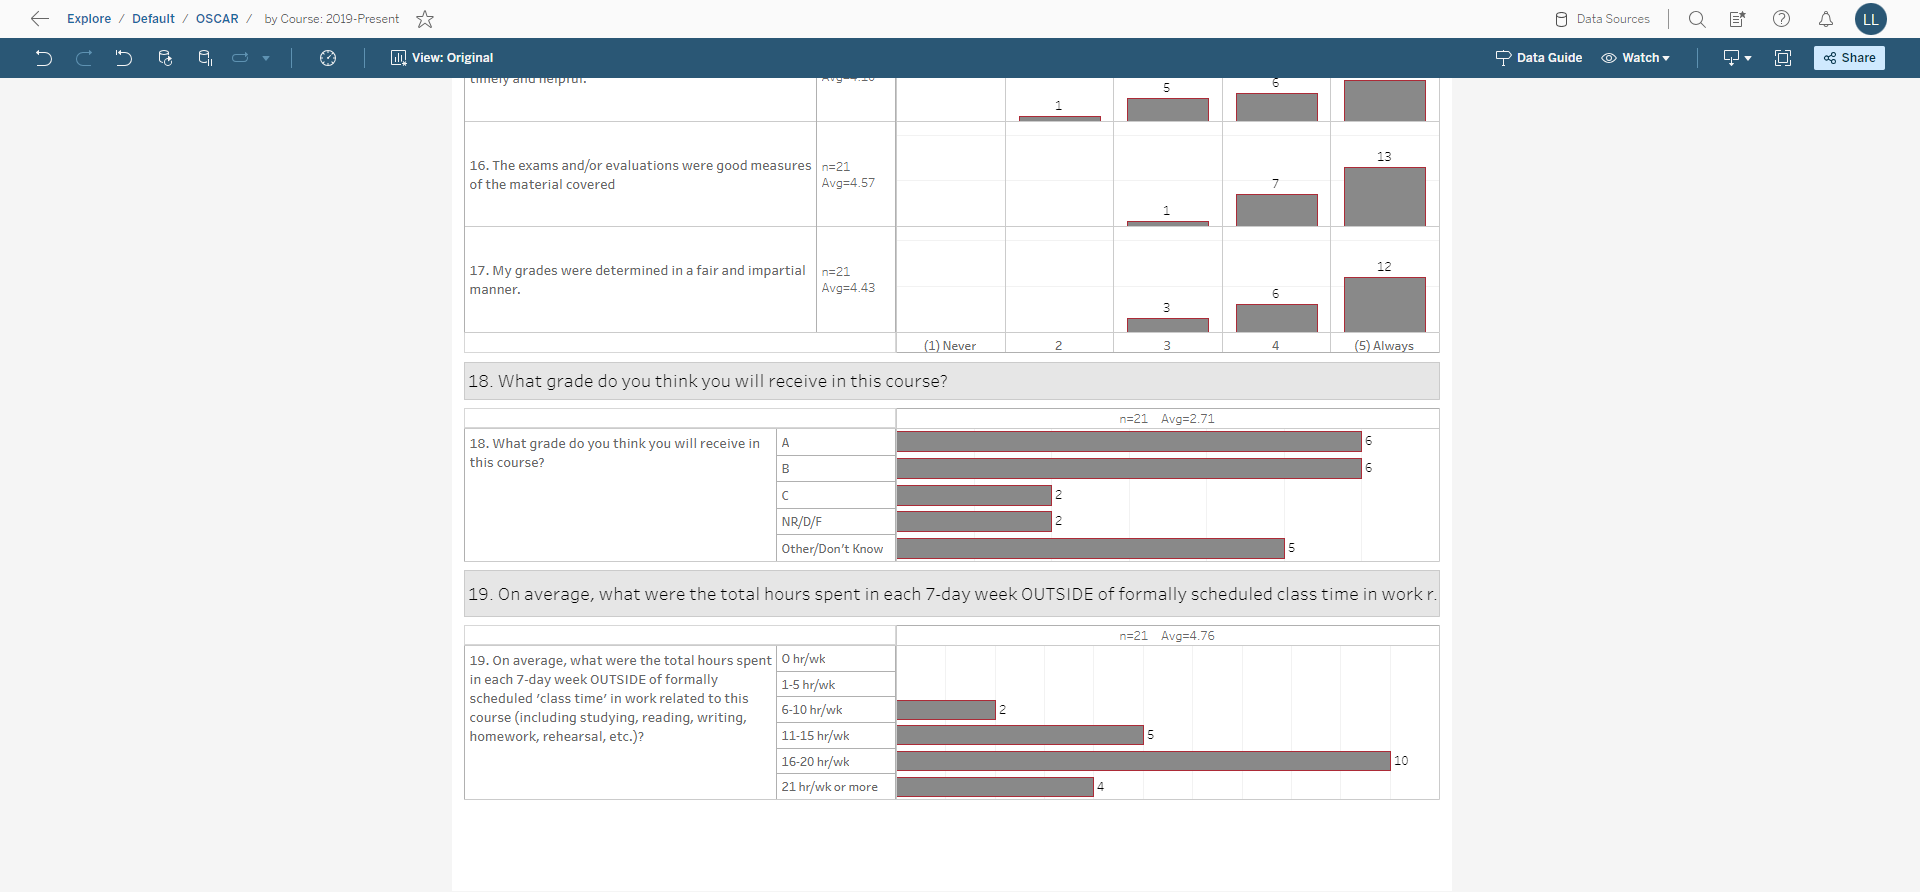 Explore / Default / OSCAR / by Course: 2019-Present
Data Sources
LL
View: Original
Data Guide
Watch
Share
timely and helpful.
1
5
6
16. The exams and/or evaluations were good measures
of the material covered
n=21
Avg=4.57
1
7
13
17. My grades were determined in a fair and impartial
manner.
n=21
Avg=4.43
3
6
12
(1) Never 2 3 4 (5) Always
18. What grade do you think you will receive in this course?
n=21 Avg=2.71
18. What grade do you think you will receive in
this course?
A 6
B 6
C 2
NR/D/F 2
Other/Don't Know 5
19. On average, what were the total hours spent in each 7-day week OUTSIDE of formally scheduled class time in work r.
n=21 Avg=4.76
19. On average, what were the total hours spent
in each 7-day week OUTSIDE of formally
scheduled 'class time' in work related to this
course (including studying, reading, writing,
homework, rehearsal, etc.)?
0 hr/wk
1-5 hr/wk
6-10 hr/wk 2
11-15 hr/wk 5
16-20 hr/wk 10
21 hr/wk or more 4